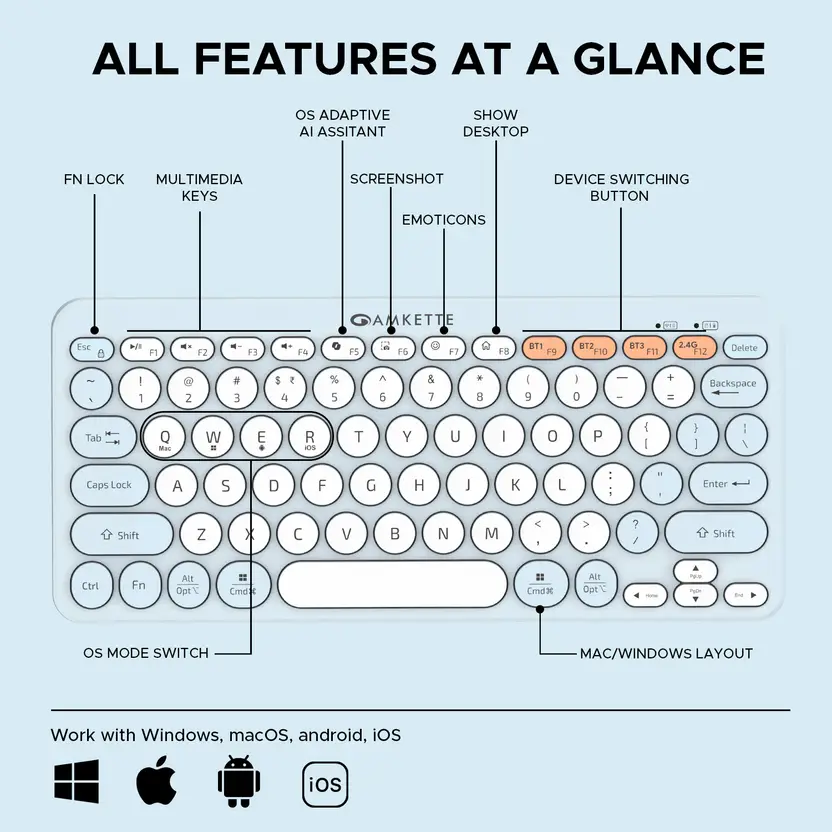 ALL FEATURES AT A GLANCE
OS ADAPTIVE
AI ASSITANT
SHOW
DESKTOP
FN LOCK
MULTIMEDIA
KEYS
SCREENSHOT
DEVICE SWITCHING
BUTTON
EMOTICONS
AMKETTE
Esc F1 F2 F3 F4 F5 F6 F7 F8 BT1 F9 BT2 F10 BT3 F11 2.4G F12 Delete
~ ! @ # $ ₹ % ^ & * ( ) — + Backspace
` 1 2 3 4 5 6 7 8 9 0 - =
Tab Q W E R T Y U I O P { [ } ] | \
Mac iOS
Caps Lock A S D F G H J K L : ; " ' Enter
Shift Z X C V B N M < , > . ? / Shift
Ctrl Fn Alt Opt Cmd⌘ Cmd⌘ Alt Opt Home PgUp PgDn End
OS MODE SWITCH
MAC/WINDOWS LAYOUT
Work with Windows, macOS, android, iOS
iOS